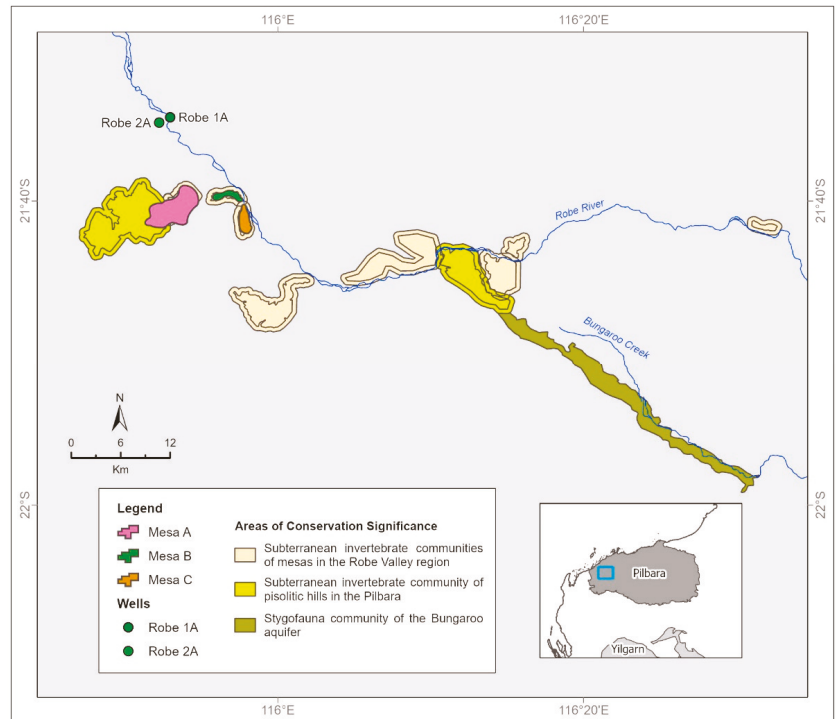 116°E
116°20'E
Robe 1A
Robe 2A
21°40'S
21°40'S
Robe River
Bungaroo Creek
N
0 6 12
Km
22°S
22°S
Legend
Mesa A
Mesa B
Mesa C
Wells
Robe 1A
Robe 2A
Areas of Conservation Significance
Subterranean invertebrate communities
of mesas in the Robe Valley region
Subterranean invertebrate community of
pisolitic hills in the Pilbara
Stygofauna community of the Bungaroo
aquifer
Pilbara
Yilgarn
116°E
116°20'E